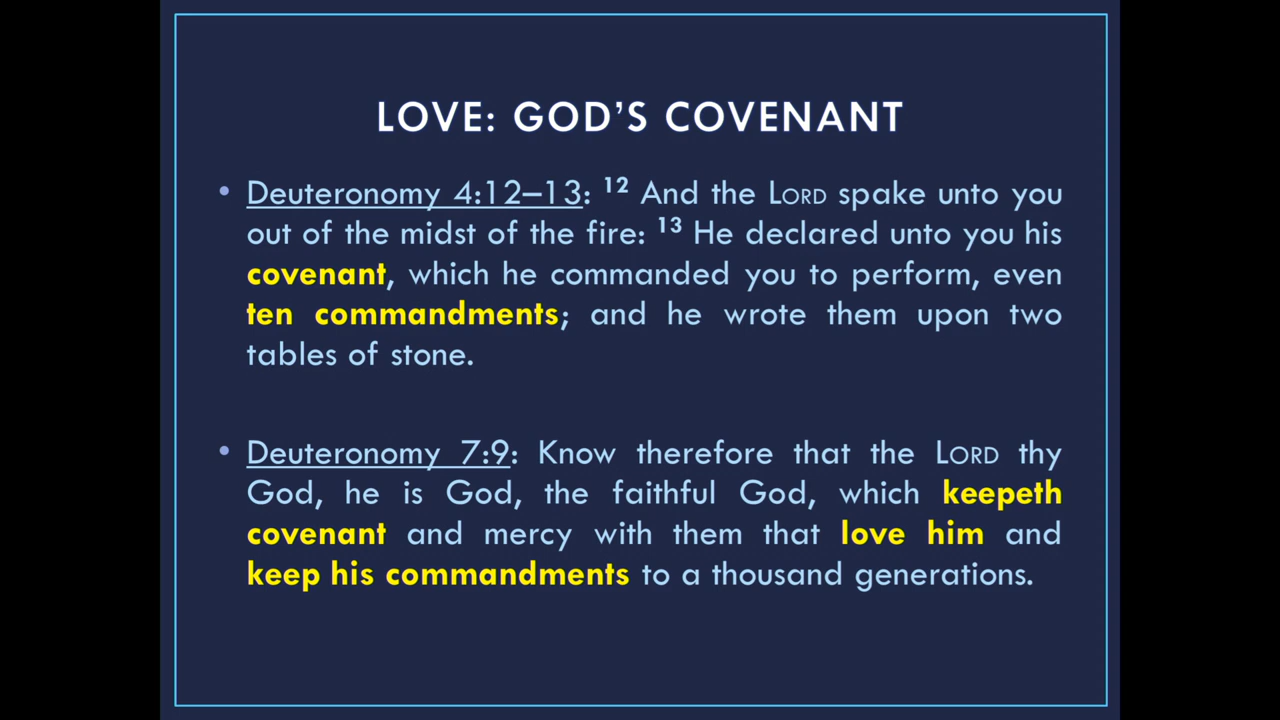 LOVE: GOD’S COVENANT
• Deuteronomy 4:12–13: ¹² And the LORD spake unto you
out of the midst of the fire: ¹³ He declared unto you his
covenant, which he commanded you to perform, even
ten commandments; and he wrote them upon two
tables of stone.
• Deuteronomy 7:9: Know therefore that the LORD thy
God, he is God, the faithful God, which keepeth
covenant and mercy with them that love him and
keep his commandments to a thousand generations.